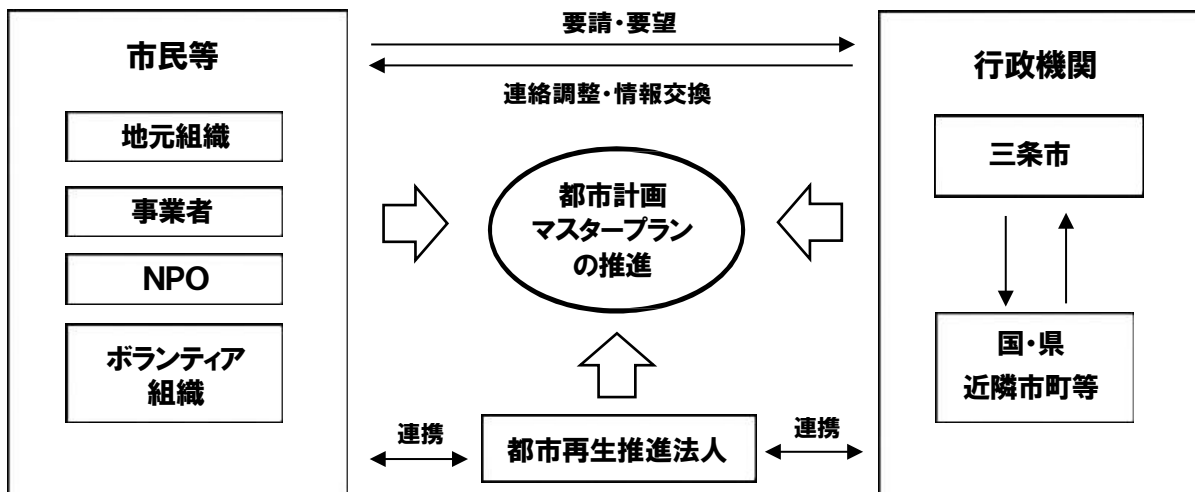 市民等
地元組織
事業者
NPO
ボランティア
組織
要請・要望
連絡調整・情報交換
都市計画
マスタープラン
の推進
連携
都市再生推進法人
連携
行政機関
三条市
国・県
近隣市町等